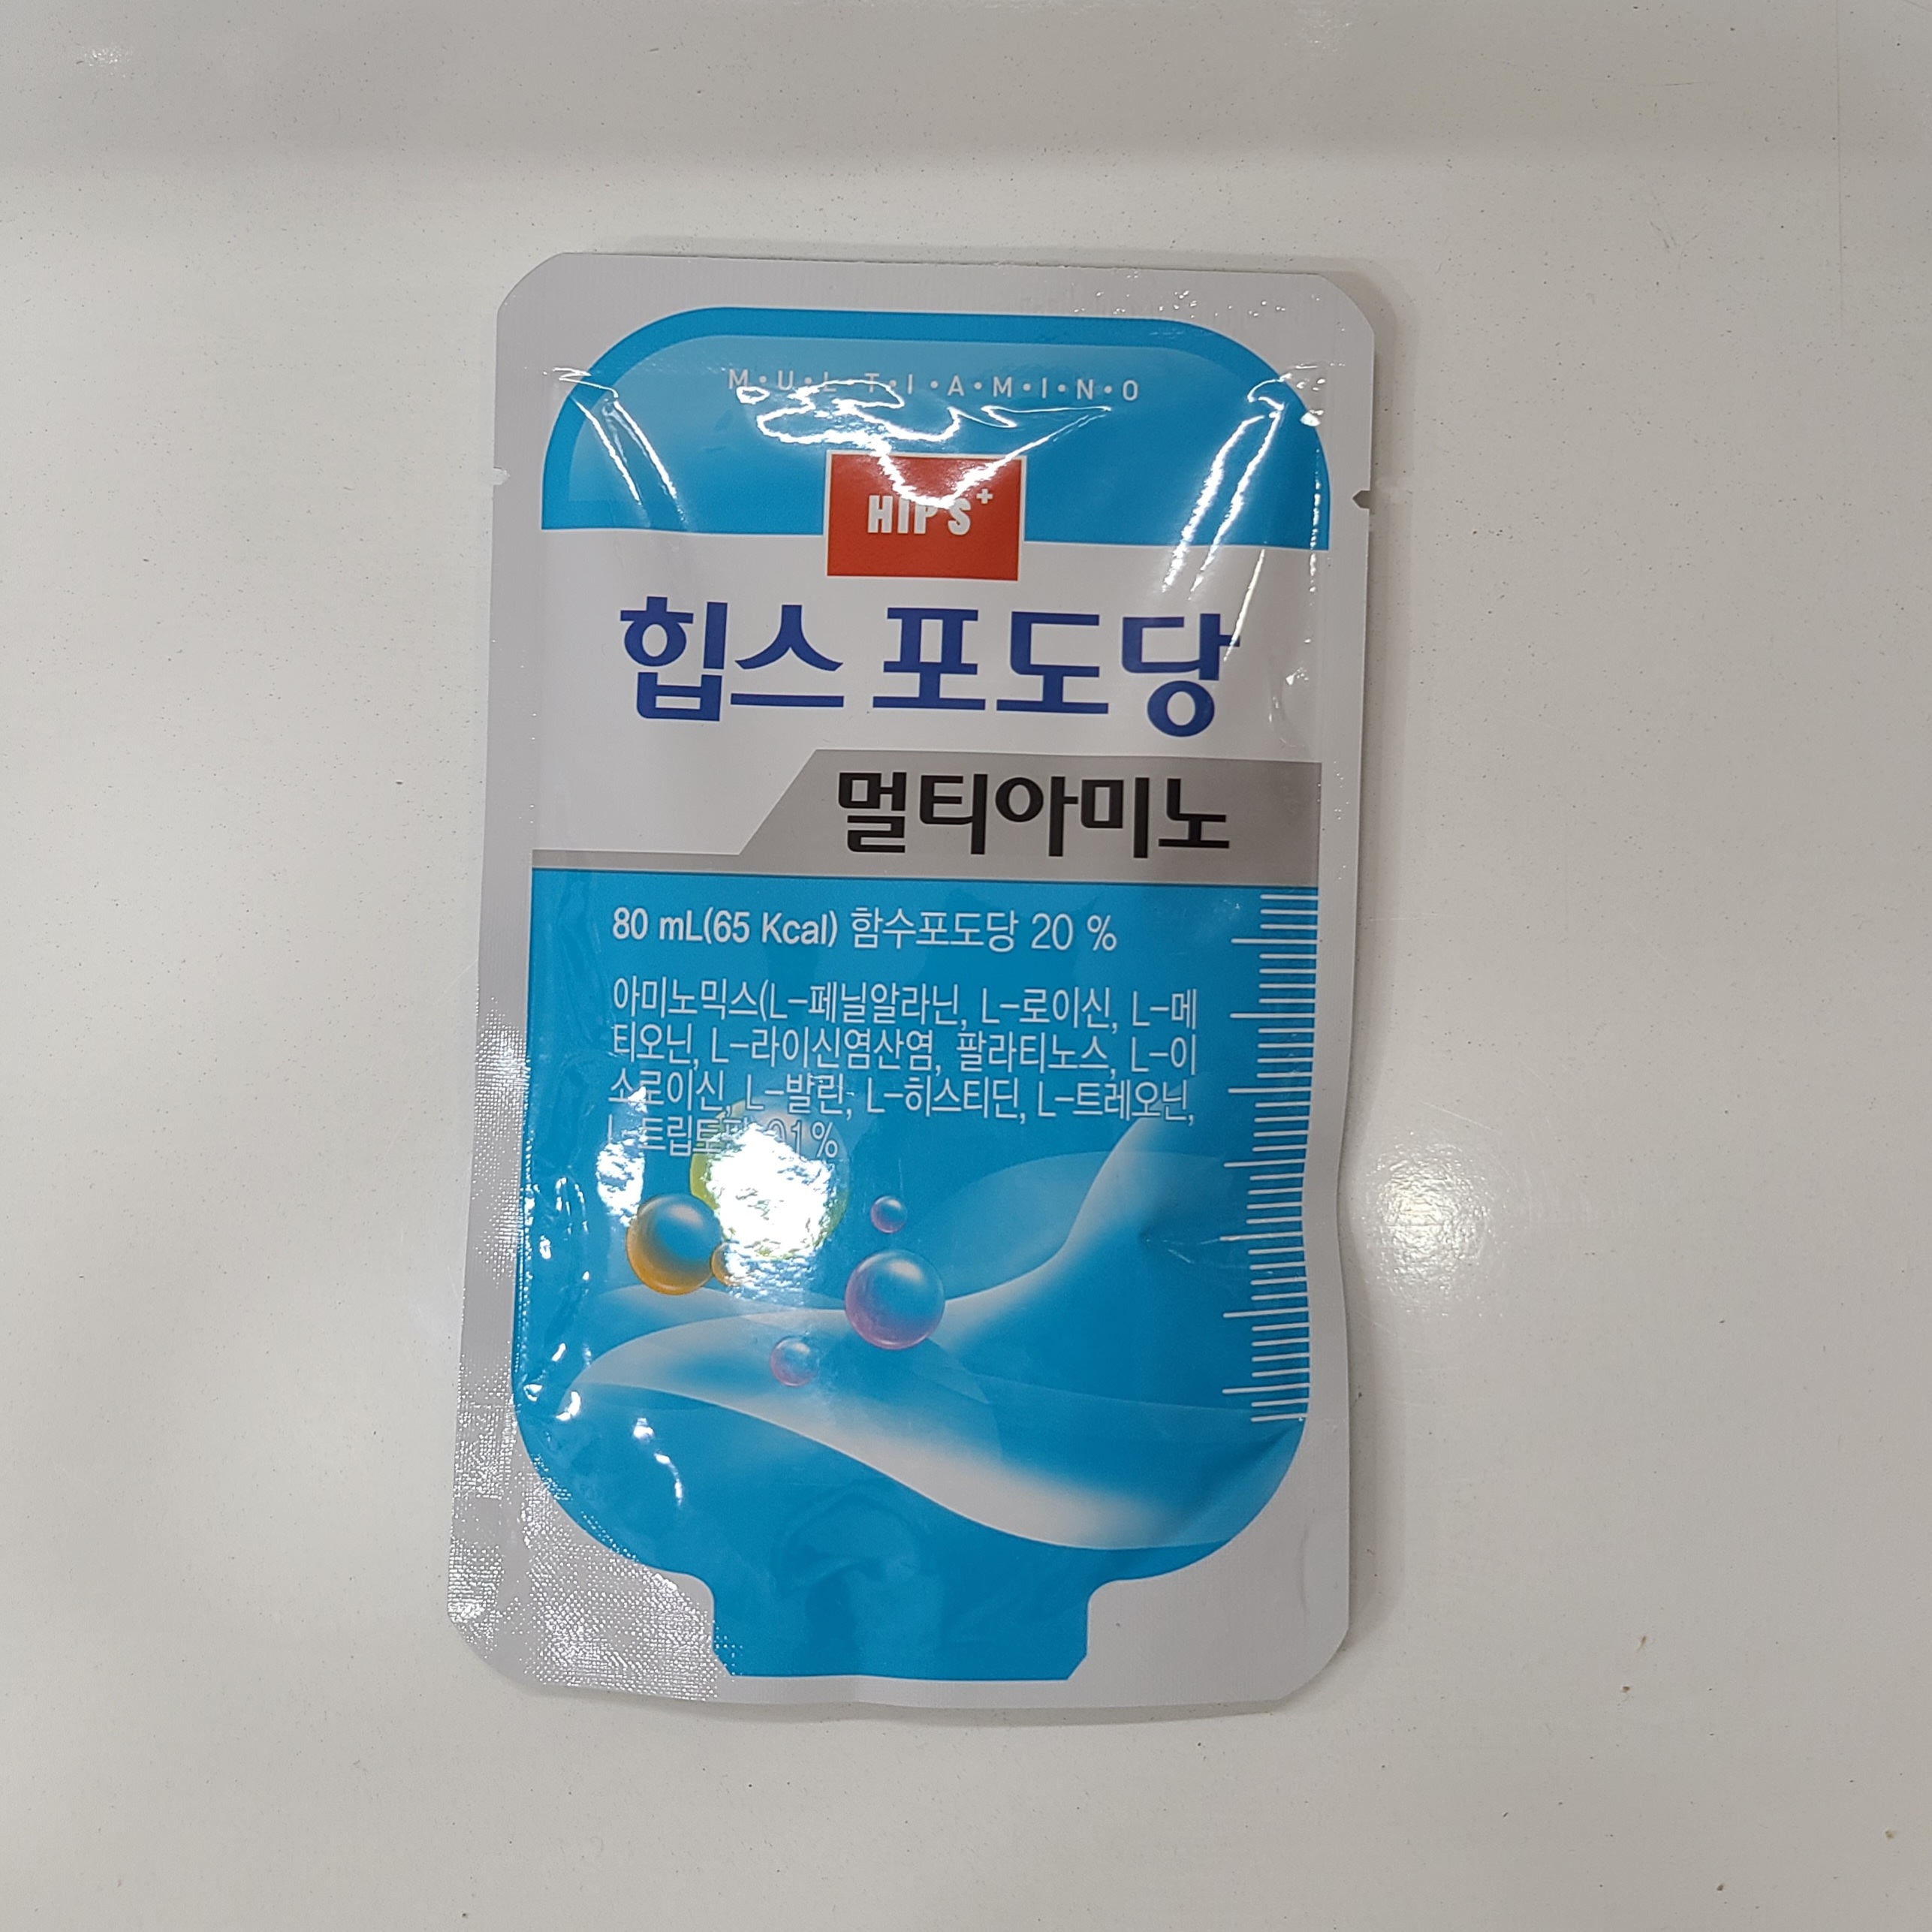 M·U·L·T·I·A·M·I·N·O
HIPS+
힙스 포도당
멀티아미노
80 mL(65 Kcal) 함수포도당 20 %
아미노믹스(L-페닐알라닌, L-로이신, L-메
티오닌, L-라이신염산염, 팔라티노스, L-이
소로이신, L-발린, L-히스티딘, L-트레오닌,